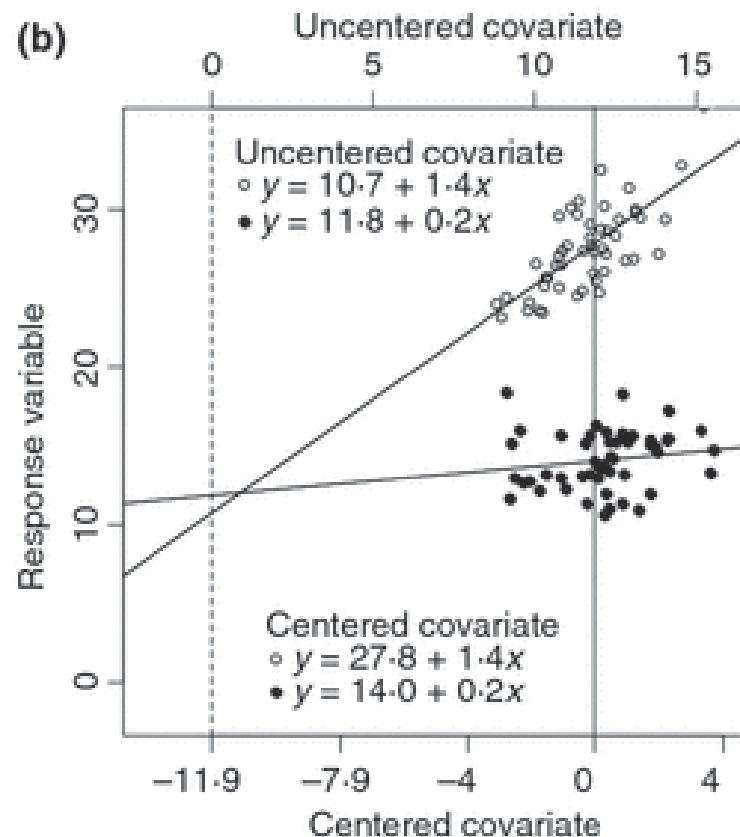 (b)
Uncentered covariate
0 5 10 15
Uncentered covariate
○ y = 10·7 + 1·4x
● y = 11·8 + 0·2x
Response variable
30
20
10
0
Centered covariate
○ y = 27·8 + 1·4x
● y = 14·0 + 0·2x
−11·9 −7·9 −4 0 4
Centered covariate